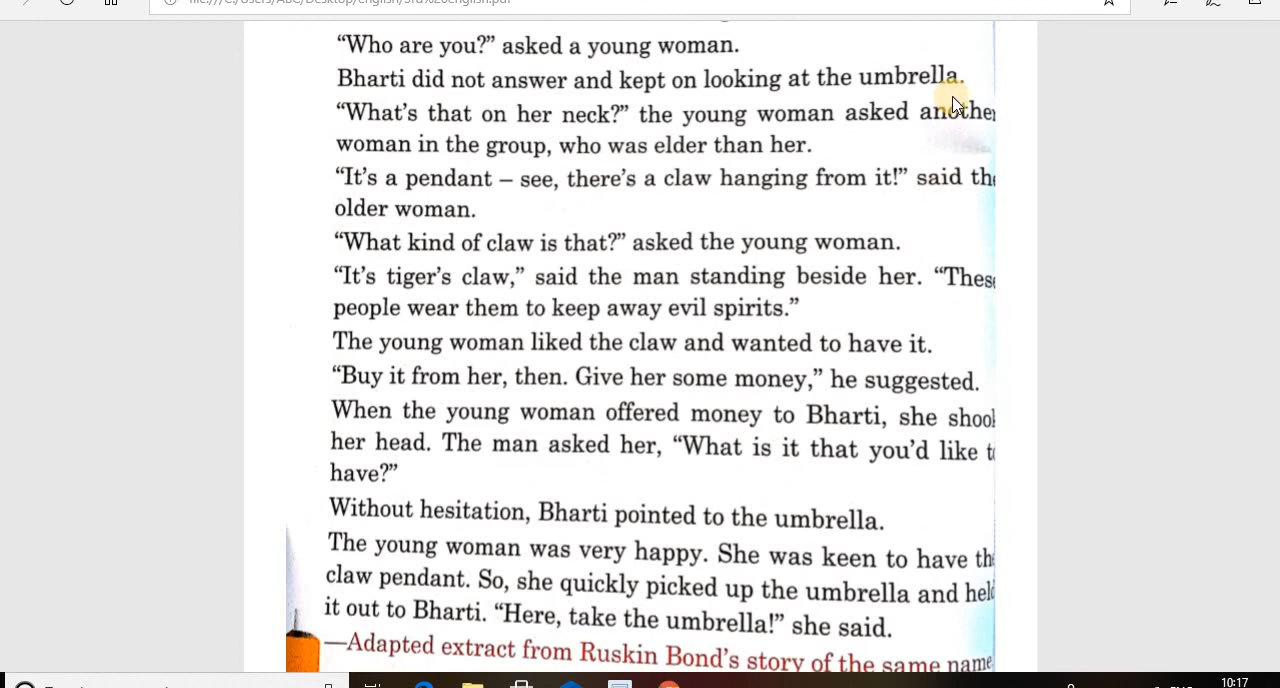 “Who are you?” asked a young woman.
Bharti did not answer and kept on looking at the umbrella.
“What’s that on her neck?” the young woman asked another
woman in the group, who was elder than her.
“It’s a pendant – see, there’s a claw hanging from it!” said the
older woman.
“What kind of claw is that?” asked the young woman.
“It’s tiger’s claw,” said the man standing beside her. “These
people wear them to keep away evil spirits.”
The young woman liked the claw and wanted to have it.
“Buy it from her, then. Give her some money,” he suggested.
When the young woman offered money to Bharti, she shook
her head. The man asked her, “What is it that you’d like to
have?”
Without hesitation, Bharti pointed to the umbrella.
The young woman was very happy. She was keen to have the
claw pendant. So, she quickly picked up the umbrella and held
it out to Bharti. “Here, take the umbrella!” she said.
—Adapted extract from Ruskin Bond’s story of the same name
10:17